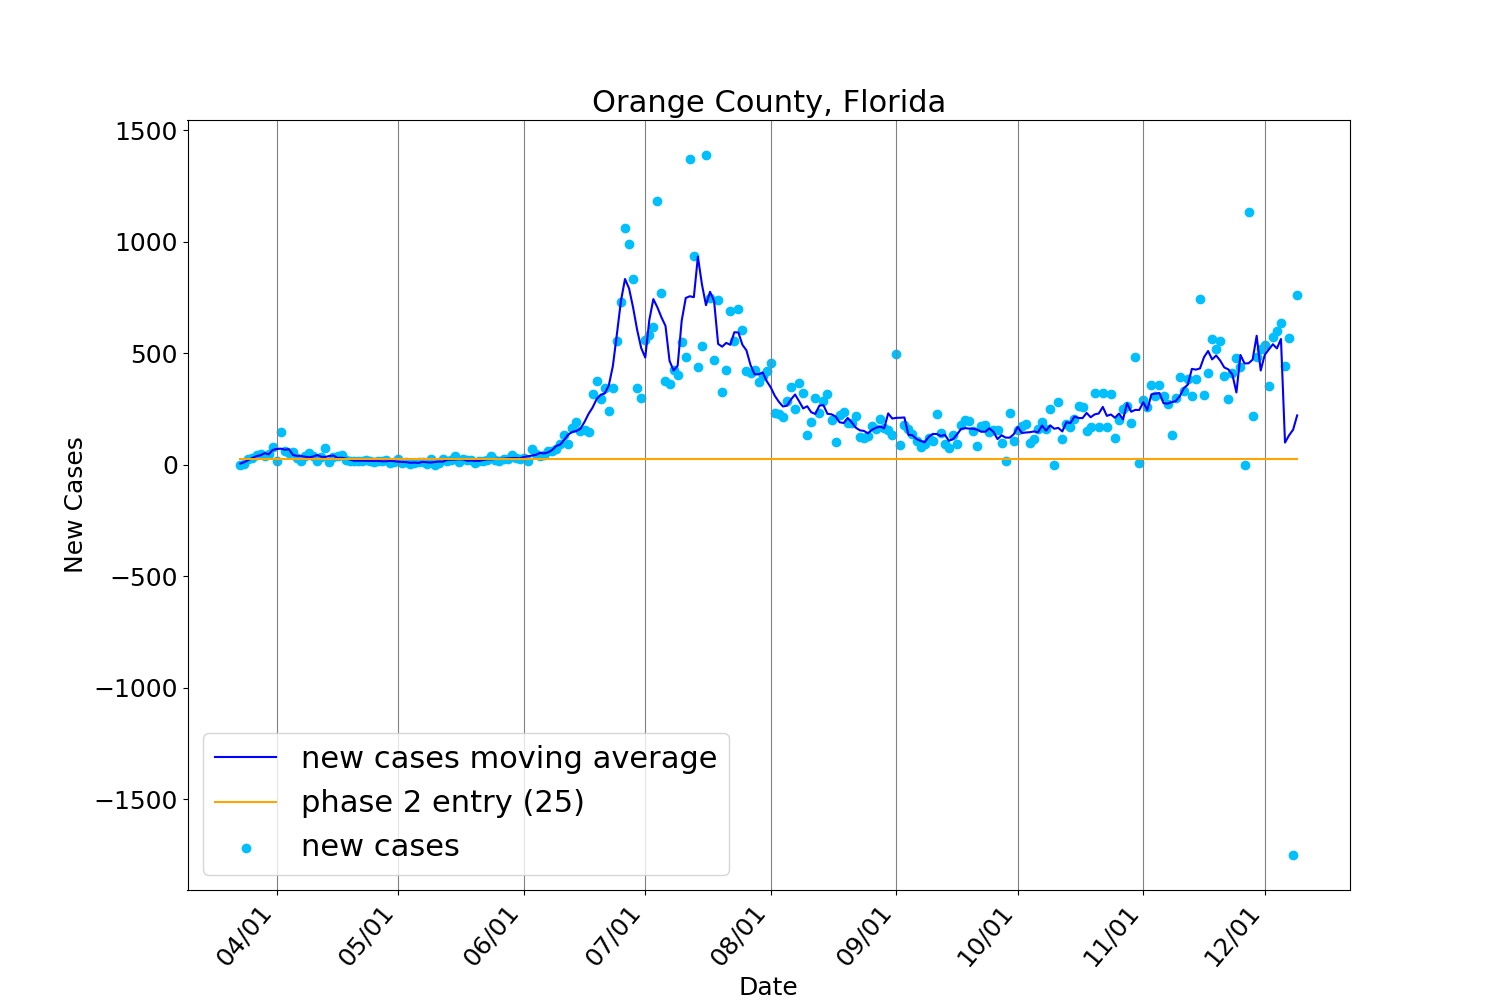 Orange County, Florida
1500
1000
500
0
−500
−1000
−1500
New Cases
new cases moving average
phase 2 entry (25)
new cases
04/01
05/01
06/01
07/01
08/01
09/01
10/01
11/01
12/01
Date